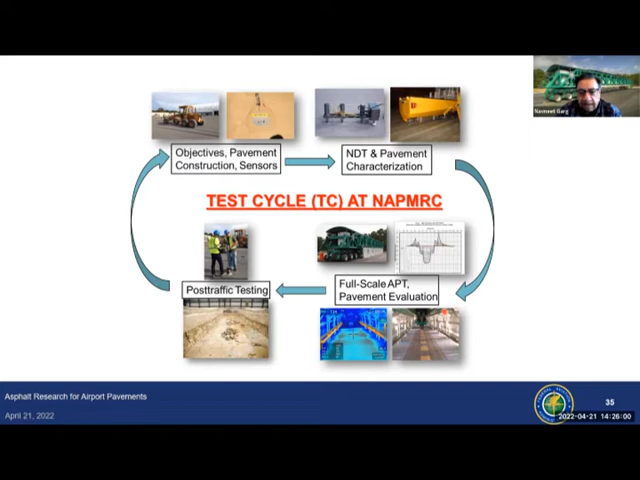 Navneet Garg
Objectives, Pavement
Construction, Sensors
NDT & Pavement
Characterization
TEST CYCLE (TC) AT NAPMRC
Posttraffic Testing
Full-Scale APT,
Pavement Evaluation
Asphalt Research for Airport Pavements
April 21, 2022
35
2022-04-21 14:26:00